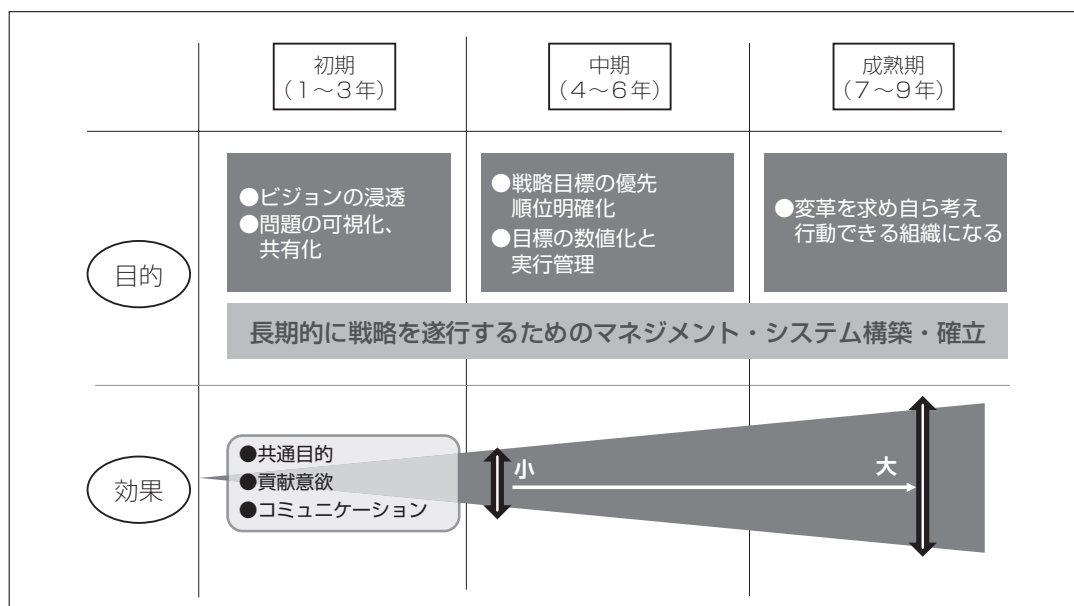 初期
（1～3年）
中期
（4～6年）
成熟期
（7～9年）
目的
●ビジョンの浸透
●問題の可視化、
共有化
●戦略目標の優先
順位明確化
●目標の数値化と
実行管理
●変革を求め自ら考え
行動できる組織になる
長期的に戦略を遂行するためのマネジメント・システム構築・確立
効果
●共通目的
●貢献意欲
●コミュニケーション
小
大